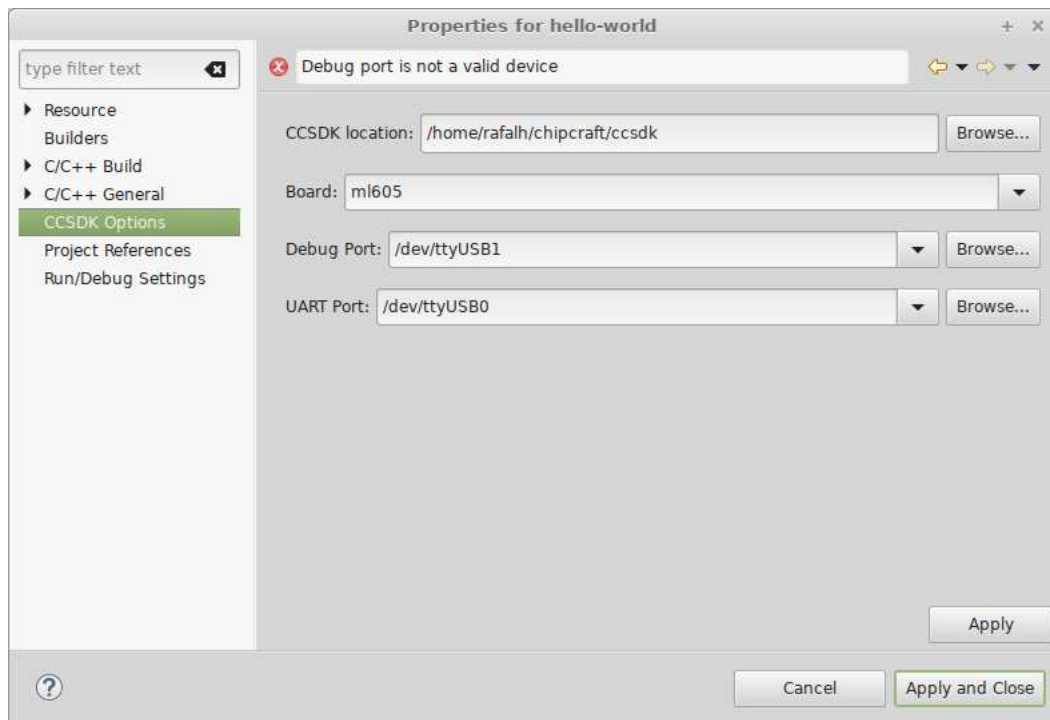 Properties for hello-world
type filter text
Debug port is not a valid device
Resource
Builders
C/C++ Build
C/C++ General
CCSDK Options
Project References
Run/Debug Settings
CCSDK location: /home/rafalh/chipcraft/ccsdk Browse...
Board: ml605
Debug Port: /dev/ttyUSB1 Browse...
UART Port: /dev/ttyUSB0 Browse...
Apply
Cancel Apply and Close